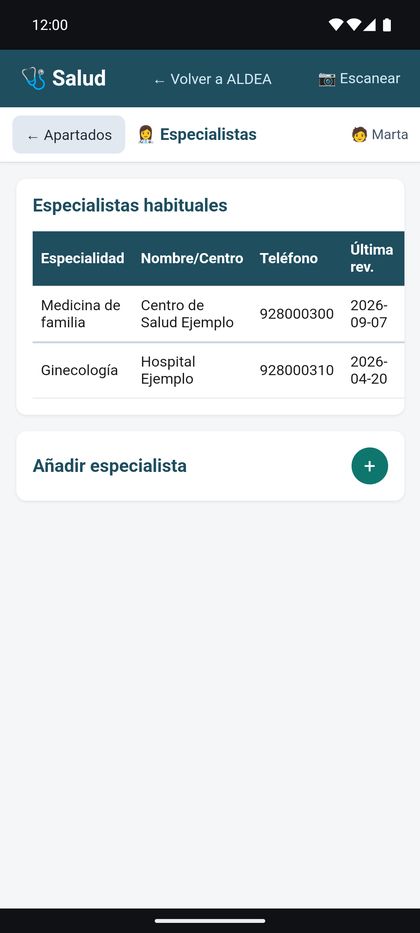 12:00
🩺 Salud
← Volver a ALDEA
📷 Escanear
← Apartados
👩‍⚕️ Especialistas
🧑 Marta
Especialistas habituales
Especialidad Nombre/Centro Teléfono Última rev.
Medicina de familia Centro de Salud Ejemplo 928000300 2026-09-07
Ginecología Hospital Ejemplo 928000310 2026-04-20
Añadir especialista
+